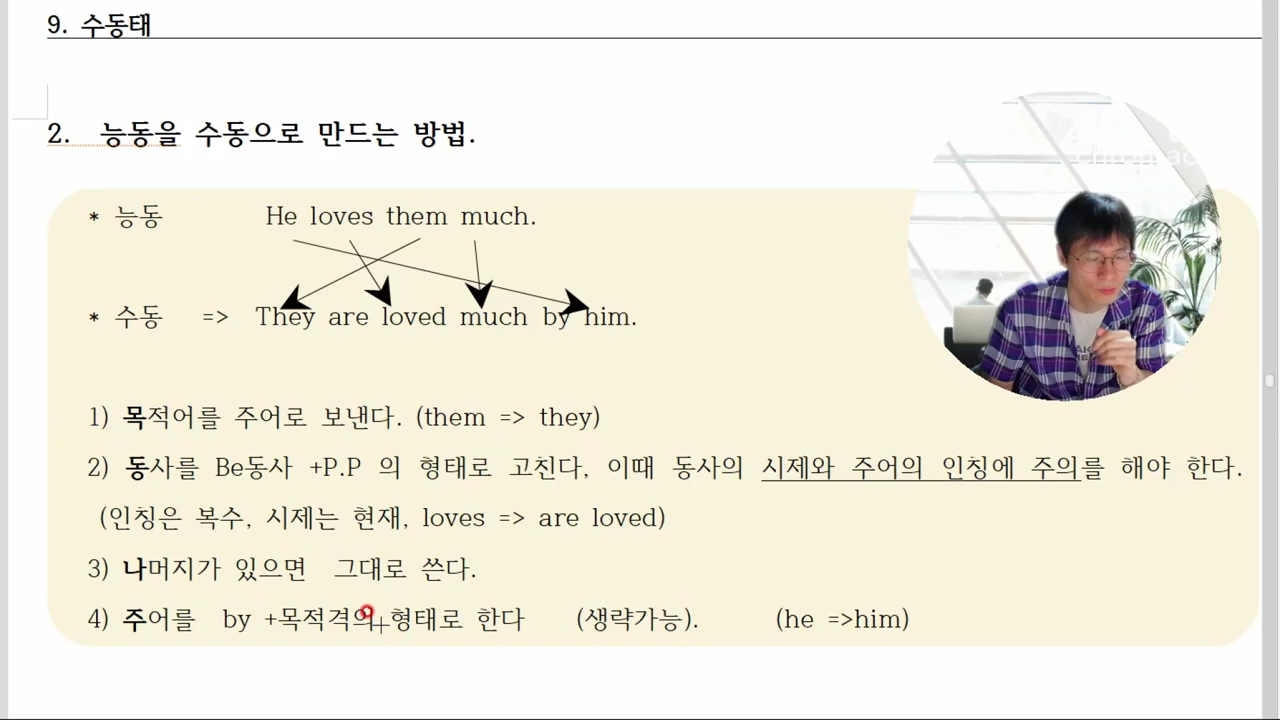 9. 수동태
2. 능동을 수동으로 만드는 방법.
* 능동 He loves them much.
* 수동 => They are loved much by him.
1) 목적어를 주어로 보낸다. (them => they)
2) 동사를 Be동사 +P.P 의 형태로 고친다, 이때 동사의 시제와 주어의 인칭에 주의를 해야 한다.
(인칭은 복수, 시제는 현재, loves => are loved)
3) 나머지가 있으면 그대로 쓴다.
4) 주어를 by +목적격의 형태로 한다 (생략가능). (he =>him)